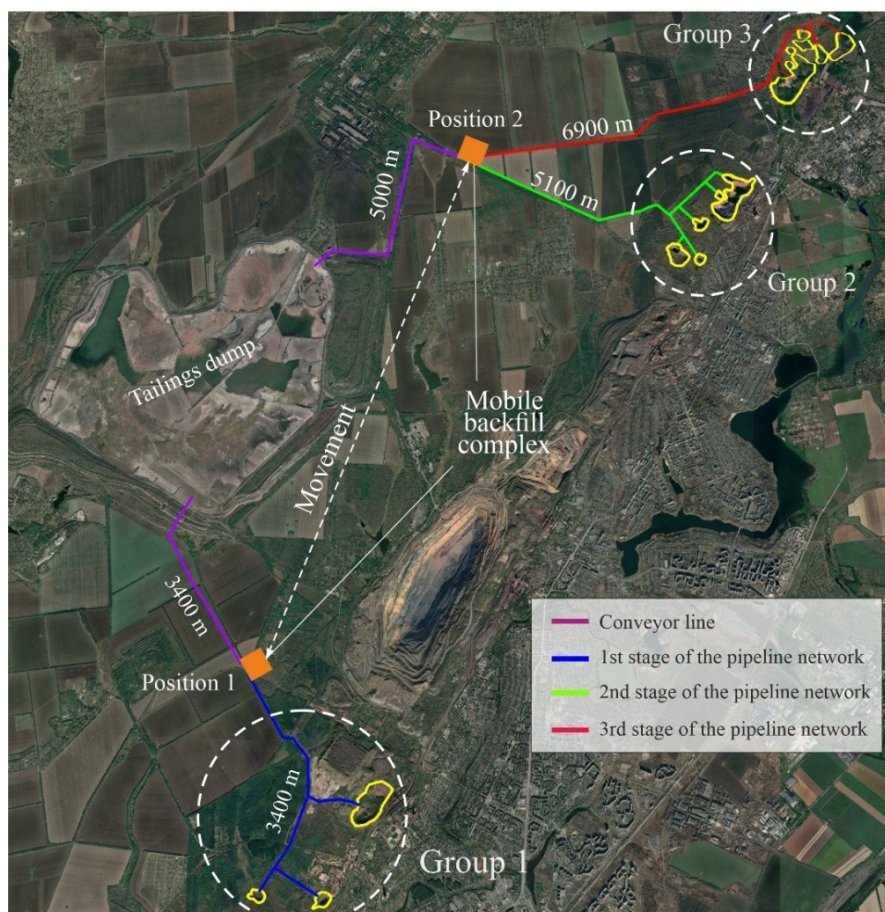 Group 3
Position 2
6900 m
5000 m
5100 m
Group 2
Tailings dump
Movement
Mobile
backfill
complex
3400 m
Position 1
Conveyor line
1st stage of the pipeline network
2nd stage of the pipeline network
3rd stage of the pipeline network
3400 m
Group 1